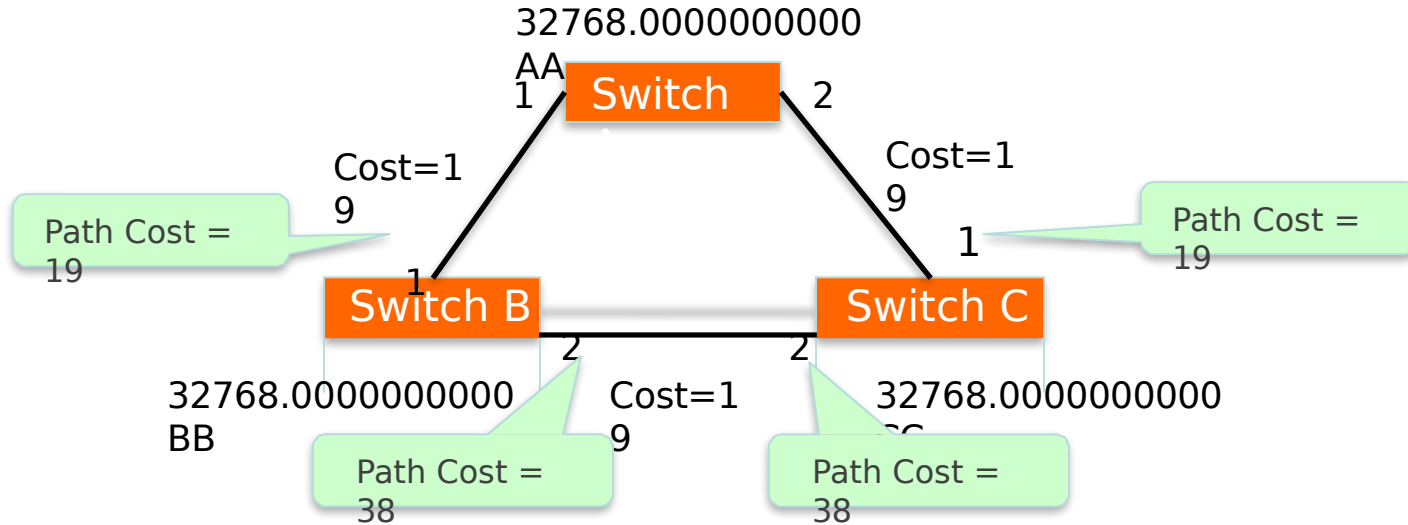 32768.0000000000
AA
1
Switch
2
Cost=1
9
Cost=1
9
Path Cost =
19
1
Path Cost =
19
1
Switch B
Switch C
2
2
32768.0000000000
BB
Cost=1
9
32768.0000000000
Path Cost =
38
Path Cost =
38